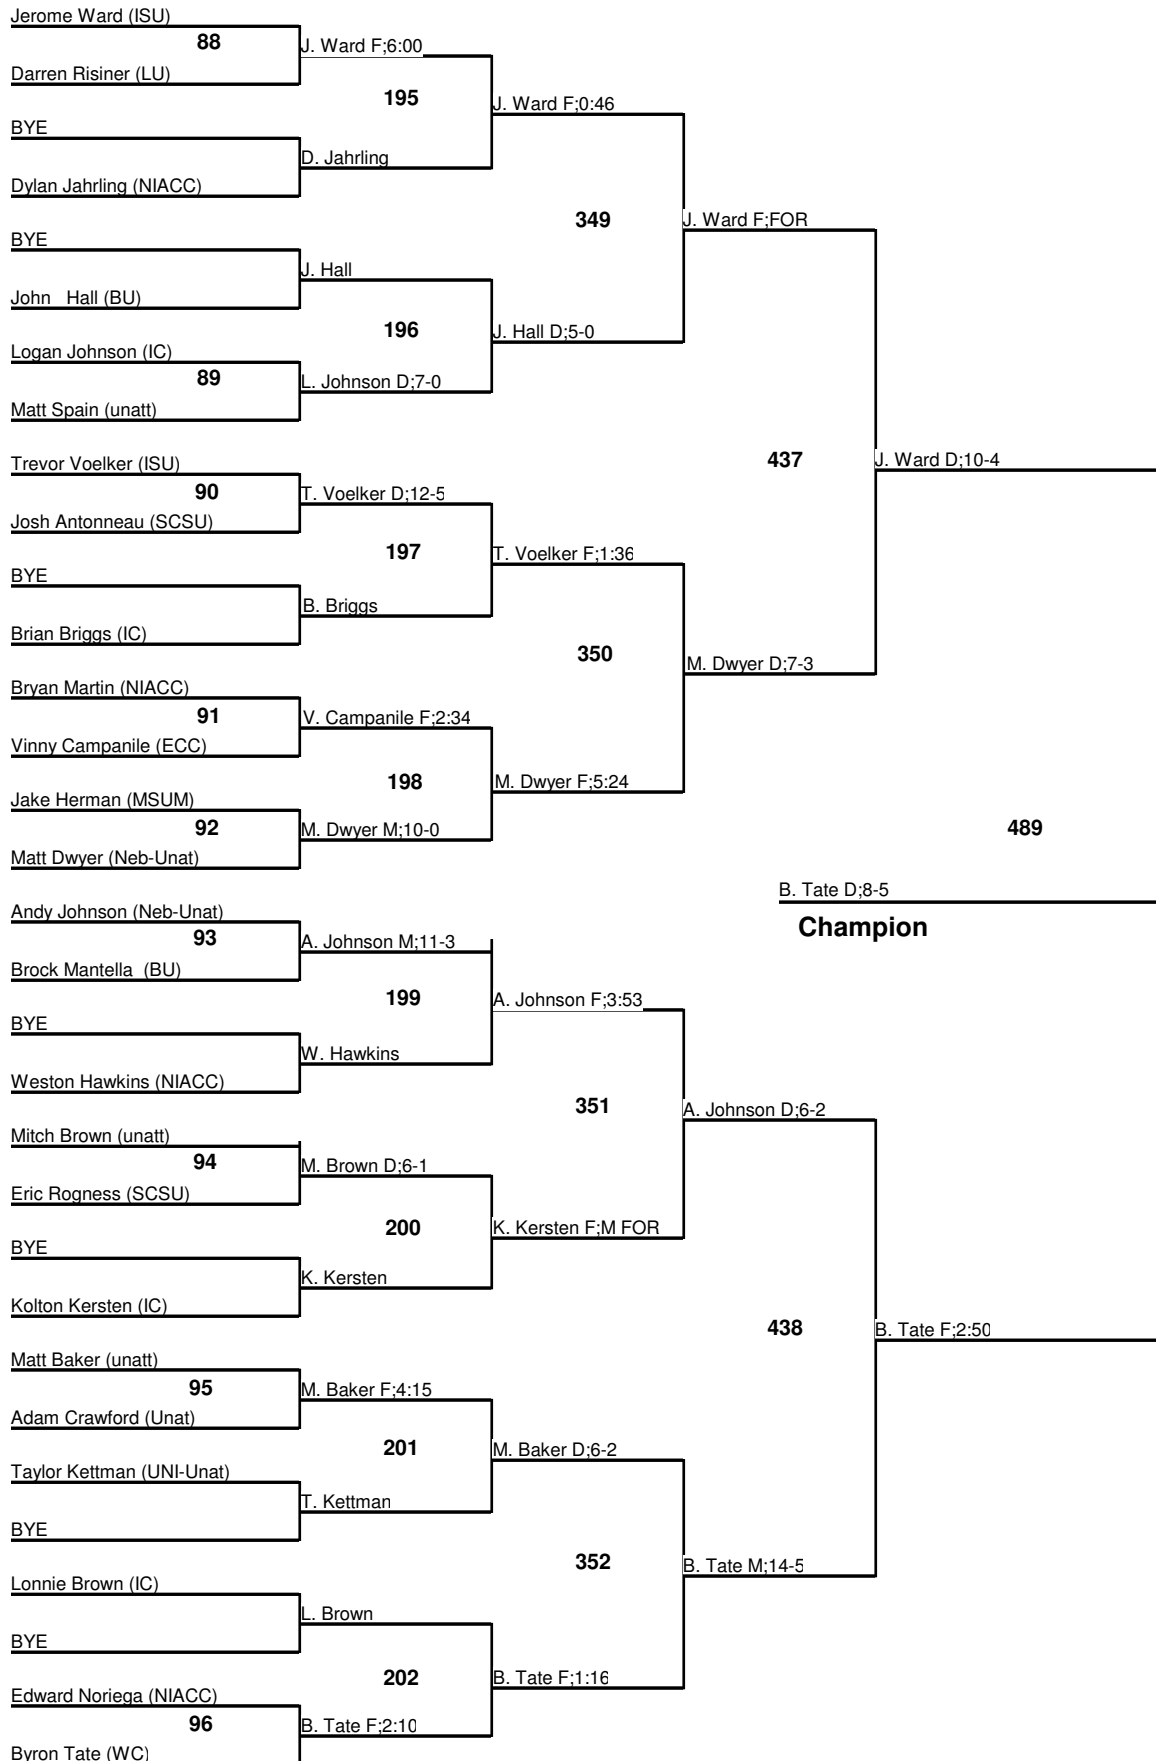 Jerome Ward (ISU)
88
J. Ward F;6:00
Darren Risiner (LU)
195
J. Ward F;0:46
BYE
D. Jahrling
Dylan Jahrling (NIACC)
349
J. Ward F;FOR
BYE
J. Hall
John Hall (BU)
196
J. Hall D;5-0
Logan Johnson (IC)
89
L. Johnson D;7-0
Matt Spain (unatt)
437
J. Ward D;10-4
Trevor Voelker (ISU)
90
T. Voelker D;12-5
Josh Antonneau (SCSU)
197
T. Voelker F;1:36
BYE
B. Briggs
Brian Briggs (IC)
350
M. Dwyer D;7-3
Bryan Martin (NIACC)
91
V. Campanile F;2:34
Vinny Campanile (ECC)
198
M. Dwyer F;5:24
Jake Herman (MSUM)
92
M. Dwyer M;10-0
Matt Dwyer (Neb-Unat)
489
B. Tate D;8-5
Champion
Andy Johnson (Neb-Unat)
93
A. Johnson M;11-3
Brock Mantella (BU)
199
A. Johnson F;3:53
BYE
W. Hawkins
Weston Hawkins (NIACC)
351
A. Johnson D;6-2
Mitch Brown (unatt)
94
M. Brown D;6-1
Eric Rogness (SCSU)
200
K. Kersten F;M FOR
BYE
K. Kersten
Kolton Kersten (IC)
438
B. Tate F;2:50
Matt Baker (unatt)
95
M. Baker F;4:15
Adam Crawford (Unat)
201
M. Baker D;6-2
Taylor Kettman (UNI-Unat)
T. Kettman
BYE
352
B. Tate M;14-5
Lonnie Brown (IC)
L. Brown
BYE
202
B. Tate F;1:16
Edward Noriega (NIACC)
96
B. Tate F;2:10
Byron Tate (WC)